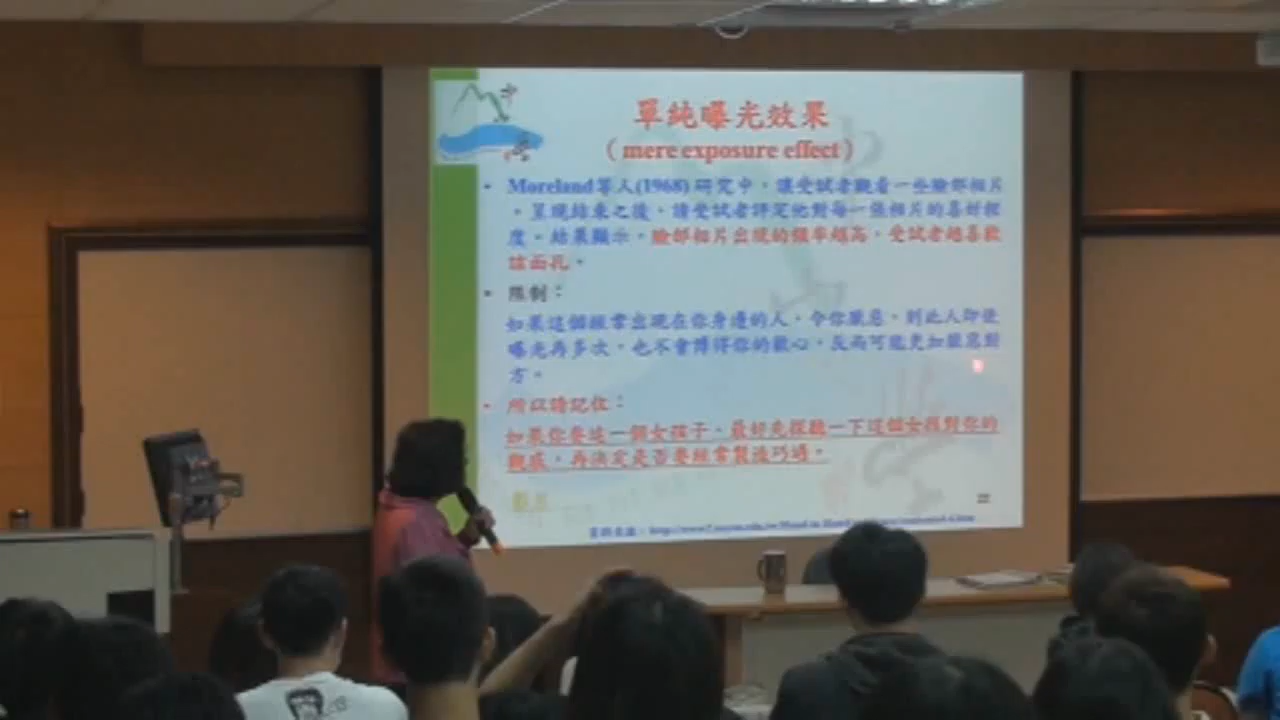 單純曝光效果
(mere exposure effect)
• Moreland等人(1968) 研究中，讓受試者觀看一些臉部相片
。呈現結束之後，請受試者評定他對每一張相片的喜好程
度。結果顯示，臉部相片出現的機率越高，受試者越喜歡
該面孔。
• 限制：
如果這個經常出現在你身邊的人，令你厭惡，則此人即使
曝光再多次，也不會博得你的歡心，反而可能更加厭惡對
方。
• 所以請記住：
如果你要追一個女孩子，最好先探聽一下這個女孩對你的
觀感，再決定是否要經常製造巧遇。
資料來源：